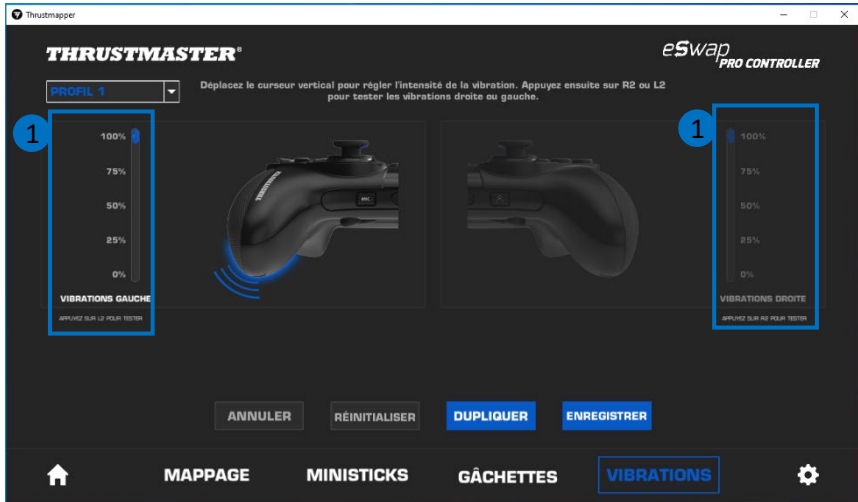 Thrustmapper
THRUSTMASTER®
eSwap
PRO CONTROLLER
PROFIL 1
Déplacez le curseur vertical pour régler l'intensité de la vibration. Appuyez ensuite sur R2 ou L2
pour tester les vibrations droite ou gauche.
1
100%
75%
50%
25%
0%
VIBRATIONS GAUCHE
APPUYEZ SUR L2 POUR TESTER
THRUSTMASTER
MIC
1
100%
75%
50%
25%
0%
VIBRATIONS DROITE
APPUYEZ SUR R2 POUR TESTER
ANNULER
RÉINITIALISER
DUPLIQUER
ENREGISTRER
MAPPAGE
MINISTICKS
GÂCHETTES
VIBRATIONS